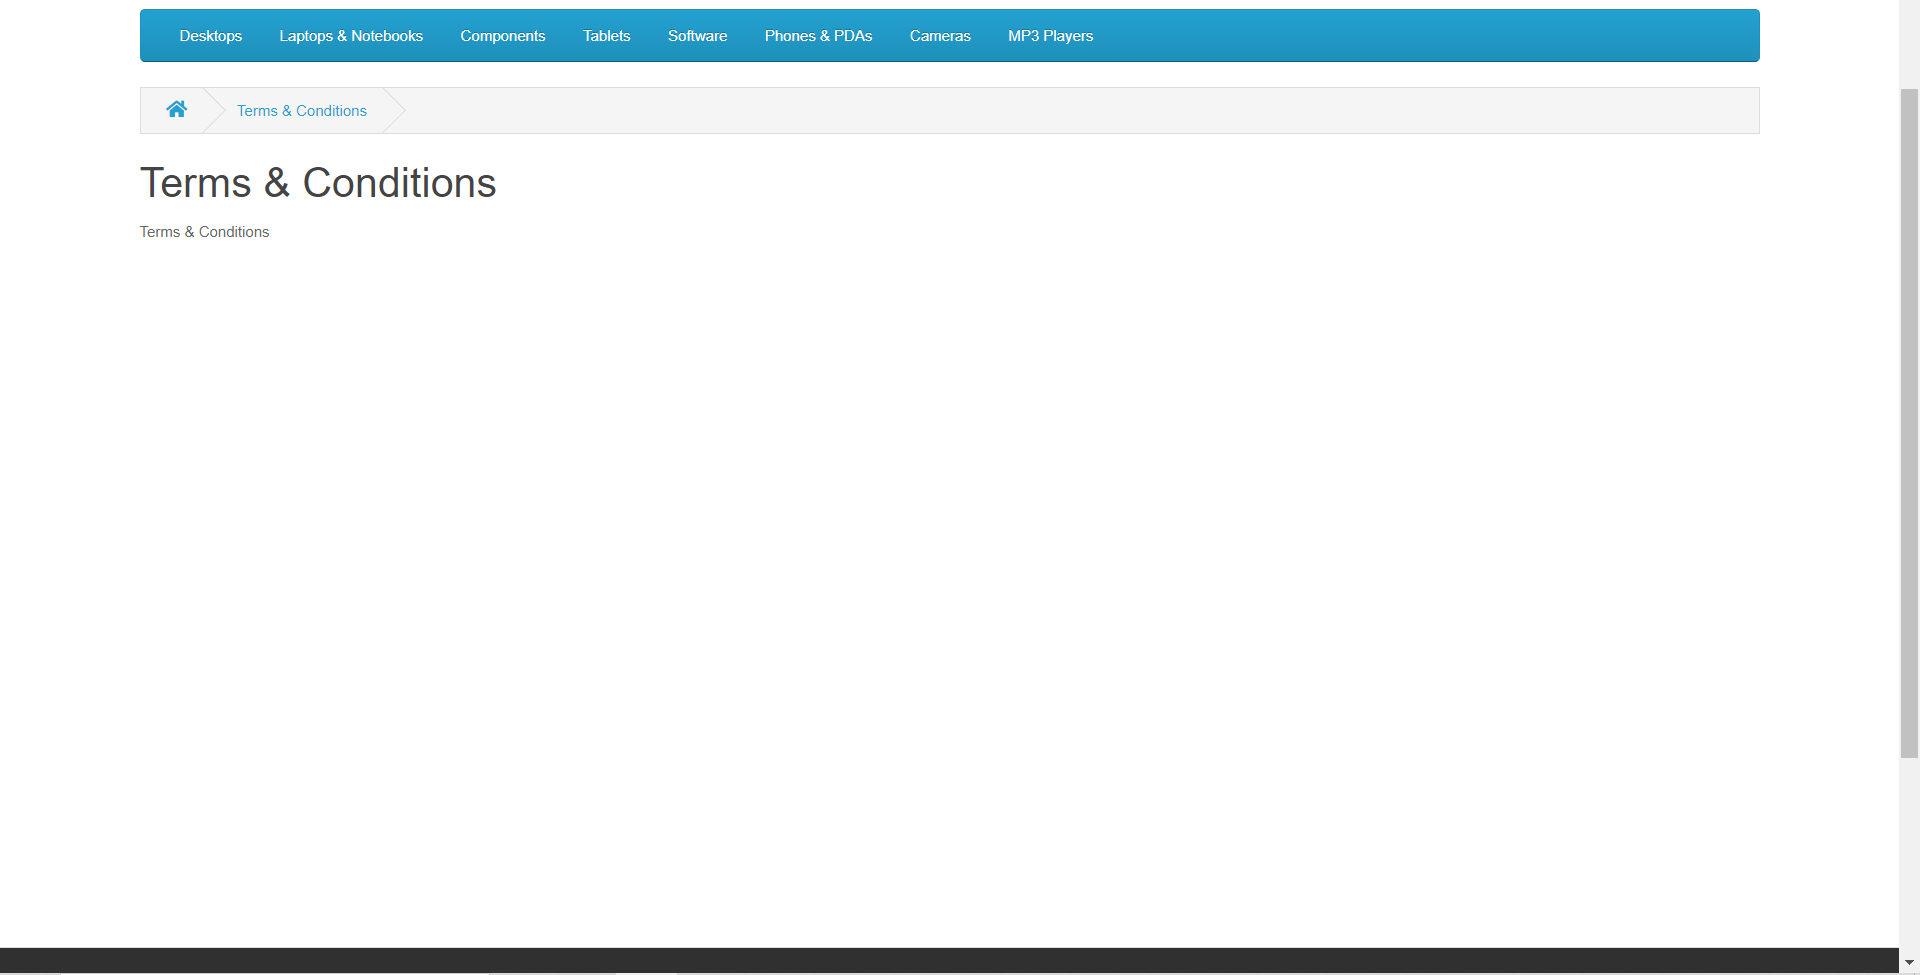 Desktops Laptops & Notebooks Components Tablets Software Phones & PDAs Cameras MP3 Players
Terms & Conditions
Terms & Conditions
Terms & Conditions